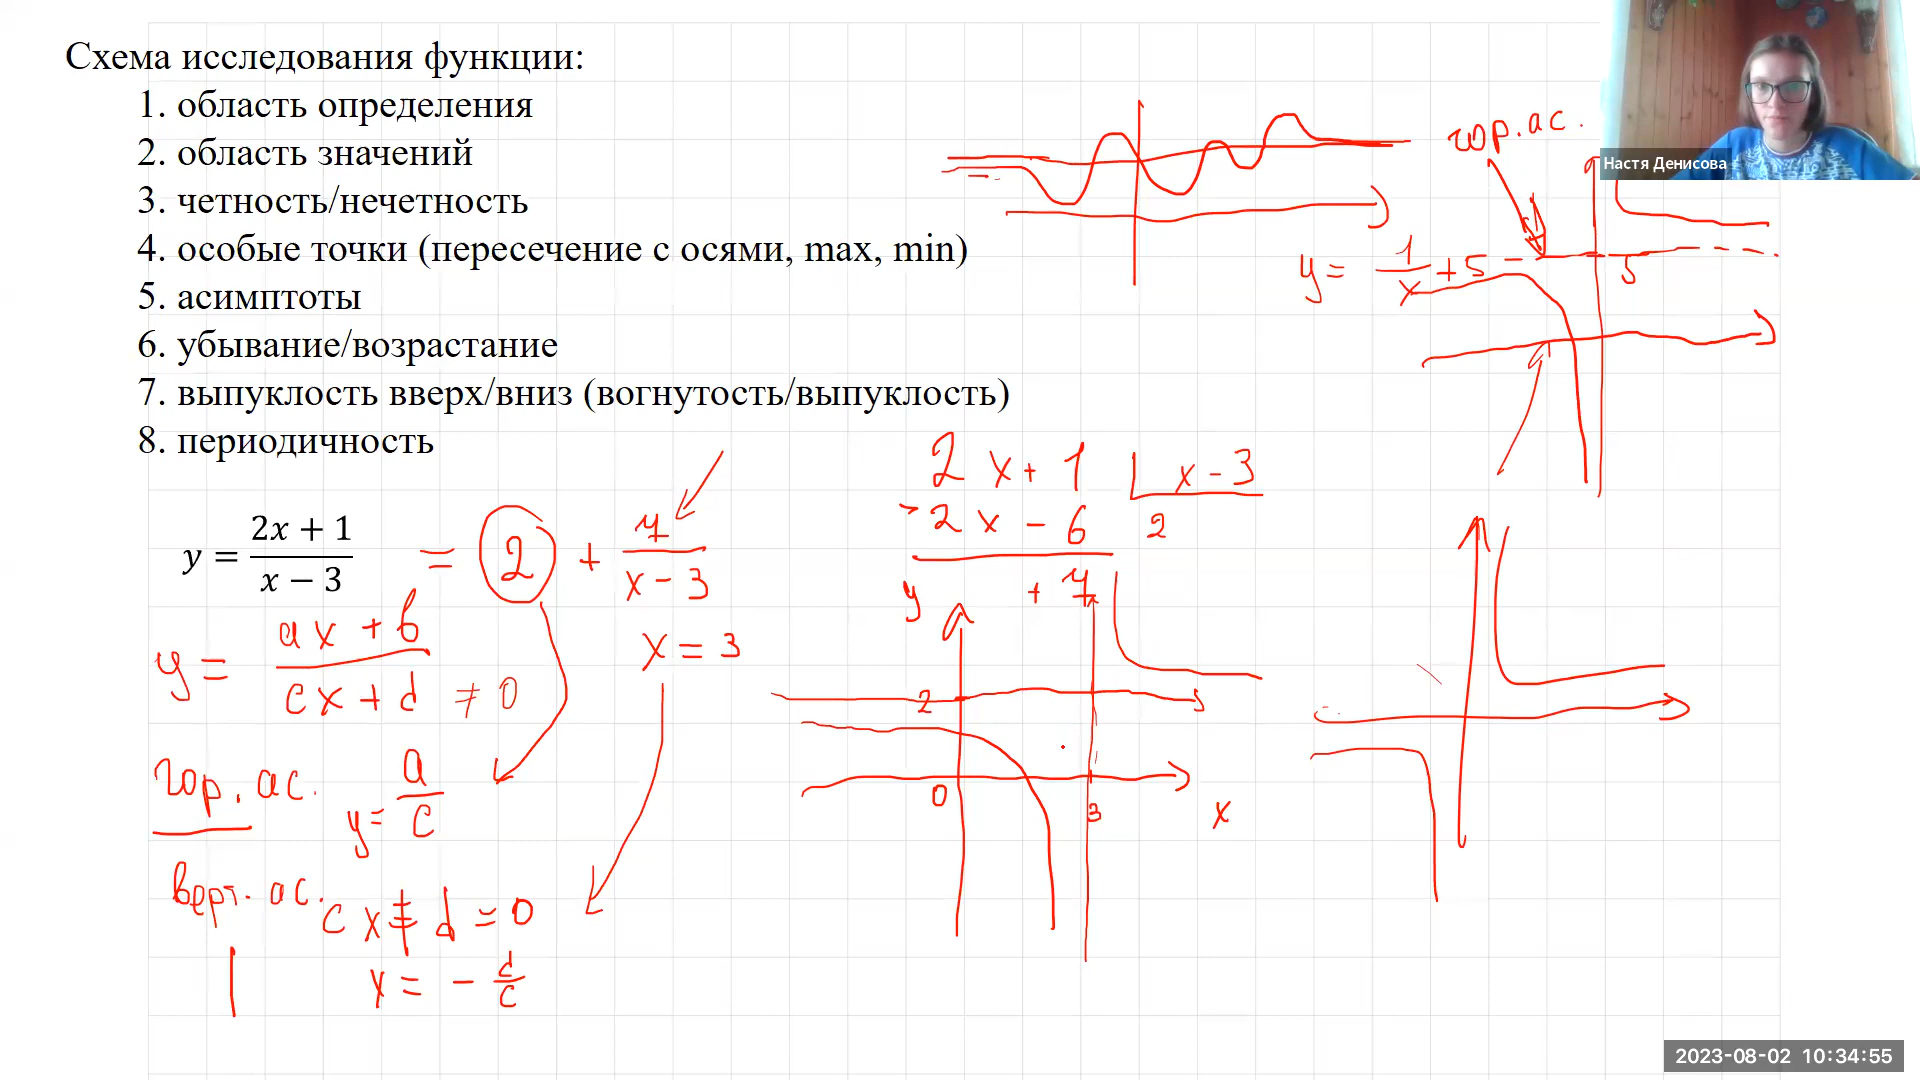 Схема исследования функции:
1. область определения
2. область значений
3. четность/нечетность
4. особые точки (пересечение с осями, max, min)
5. асимптоты
6. убывание/возрастание
7. выпуклость вверх/вниз (вогнутость/выпуклость)
8. периодичность
y = (2x + 1)/(x − 3) = 2 + 7/(x − 3)
x = 3
y = (ax + b)/(cx + d) ≠ 0
гор. ас. y = a/c
верт. ас. cx + d = 0
x = − d/c
2x + 1 | x − 3
2x − 6 2
+ 7
y
2
0
3
x
гор. ас.
y = 1/x + 5
5
Настя Денисова
2023-08-02 10:34:55